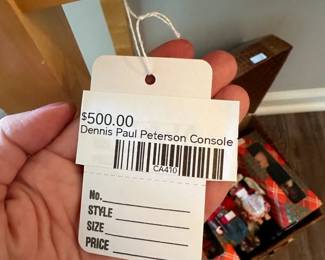 $500.00
Dennis Paul Peterson Console
CA410
No.
STYLE
SIZE
PRICE